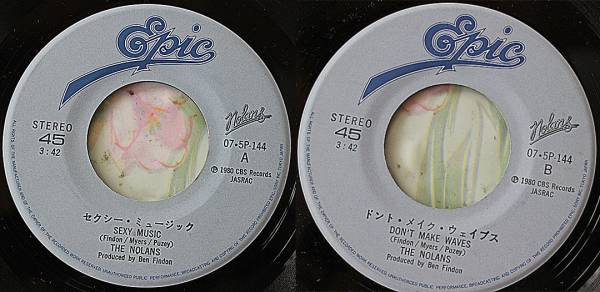 Epic
STEREO
45
3:42
Nolans
07・5P-144
A
Ⓟ 1980 CBS Records
JASRAC
セクシー・ミュージック
SEXY MUSIC
(Findon/Myers/Puzey)
THE NOLANS
Produced by Ben Findon
Epic
STEREO
45
3:42
Nolans
07・5P-144
B
Ⓟ 1980 CBS Records
JASRAC
ドント・メイク・ウェイブス
DON'T MAKE WAVES
(Findon/Myers/Puzey)
THE NOLANS
Produced by Ben Findon